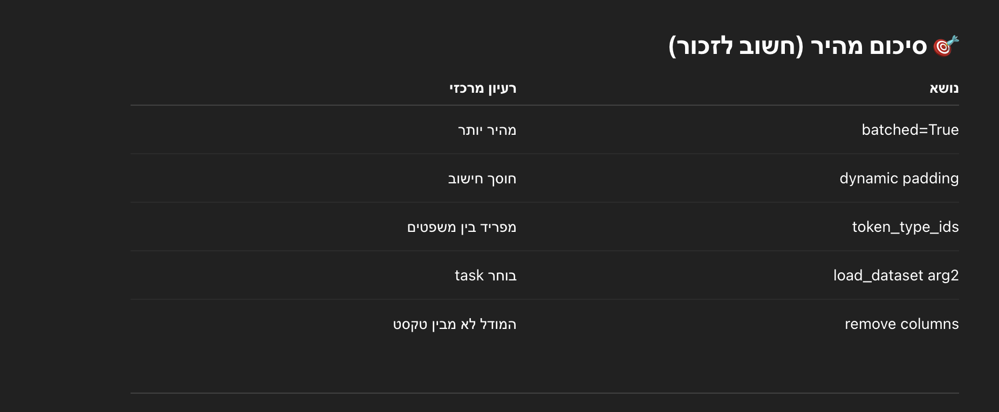 🎯 סיכום מהיר (חשוב לזכור)
נושא רעיון מרכזי
batched=True מהיר יותר
dynamic padding חוסך חישוב
token_type_ids מפריד בין משפטים
load_dataset arg2 בוחר task
remove columns המודל לא מבין טקסט